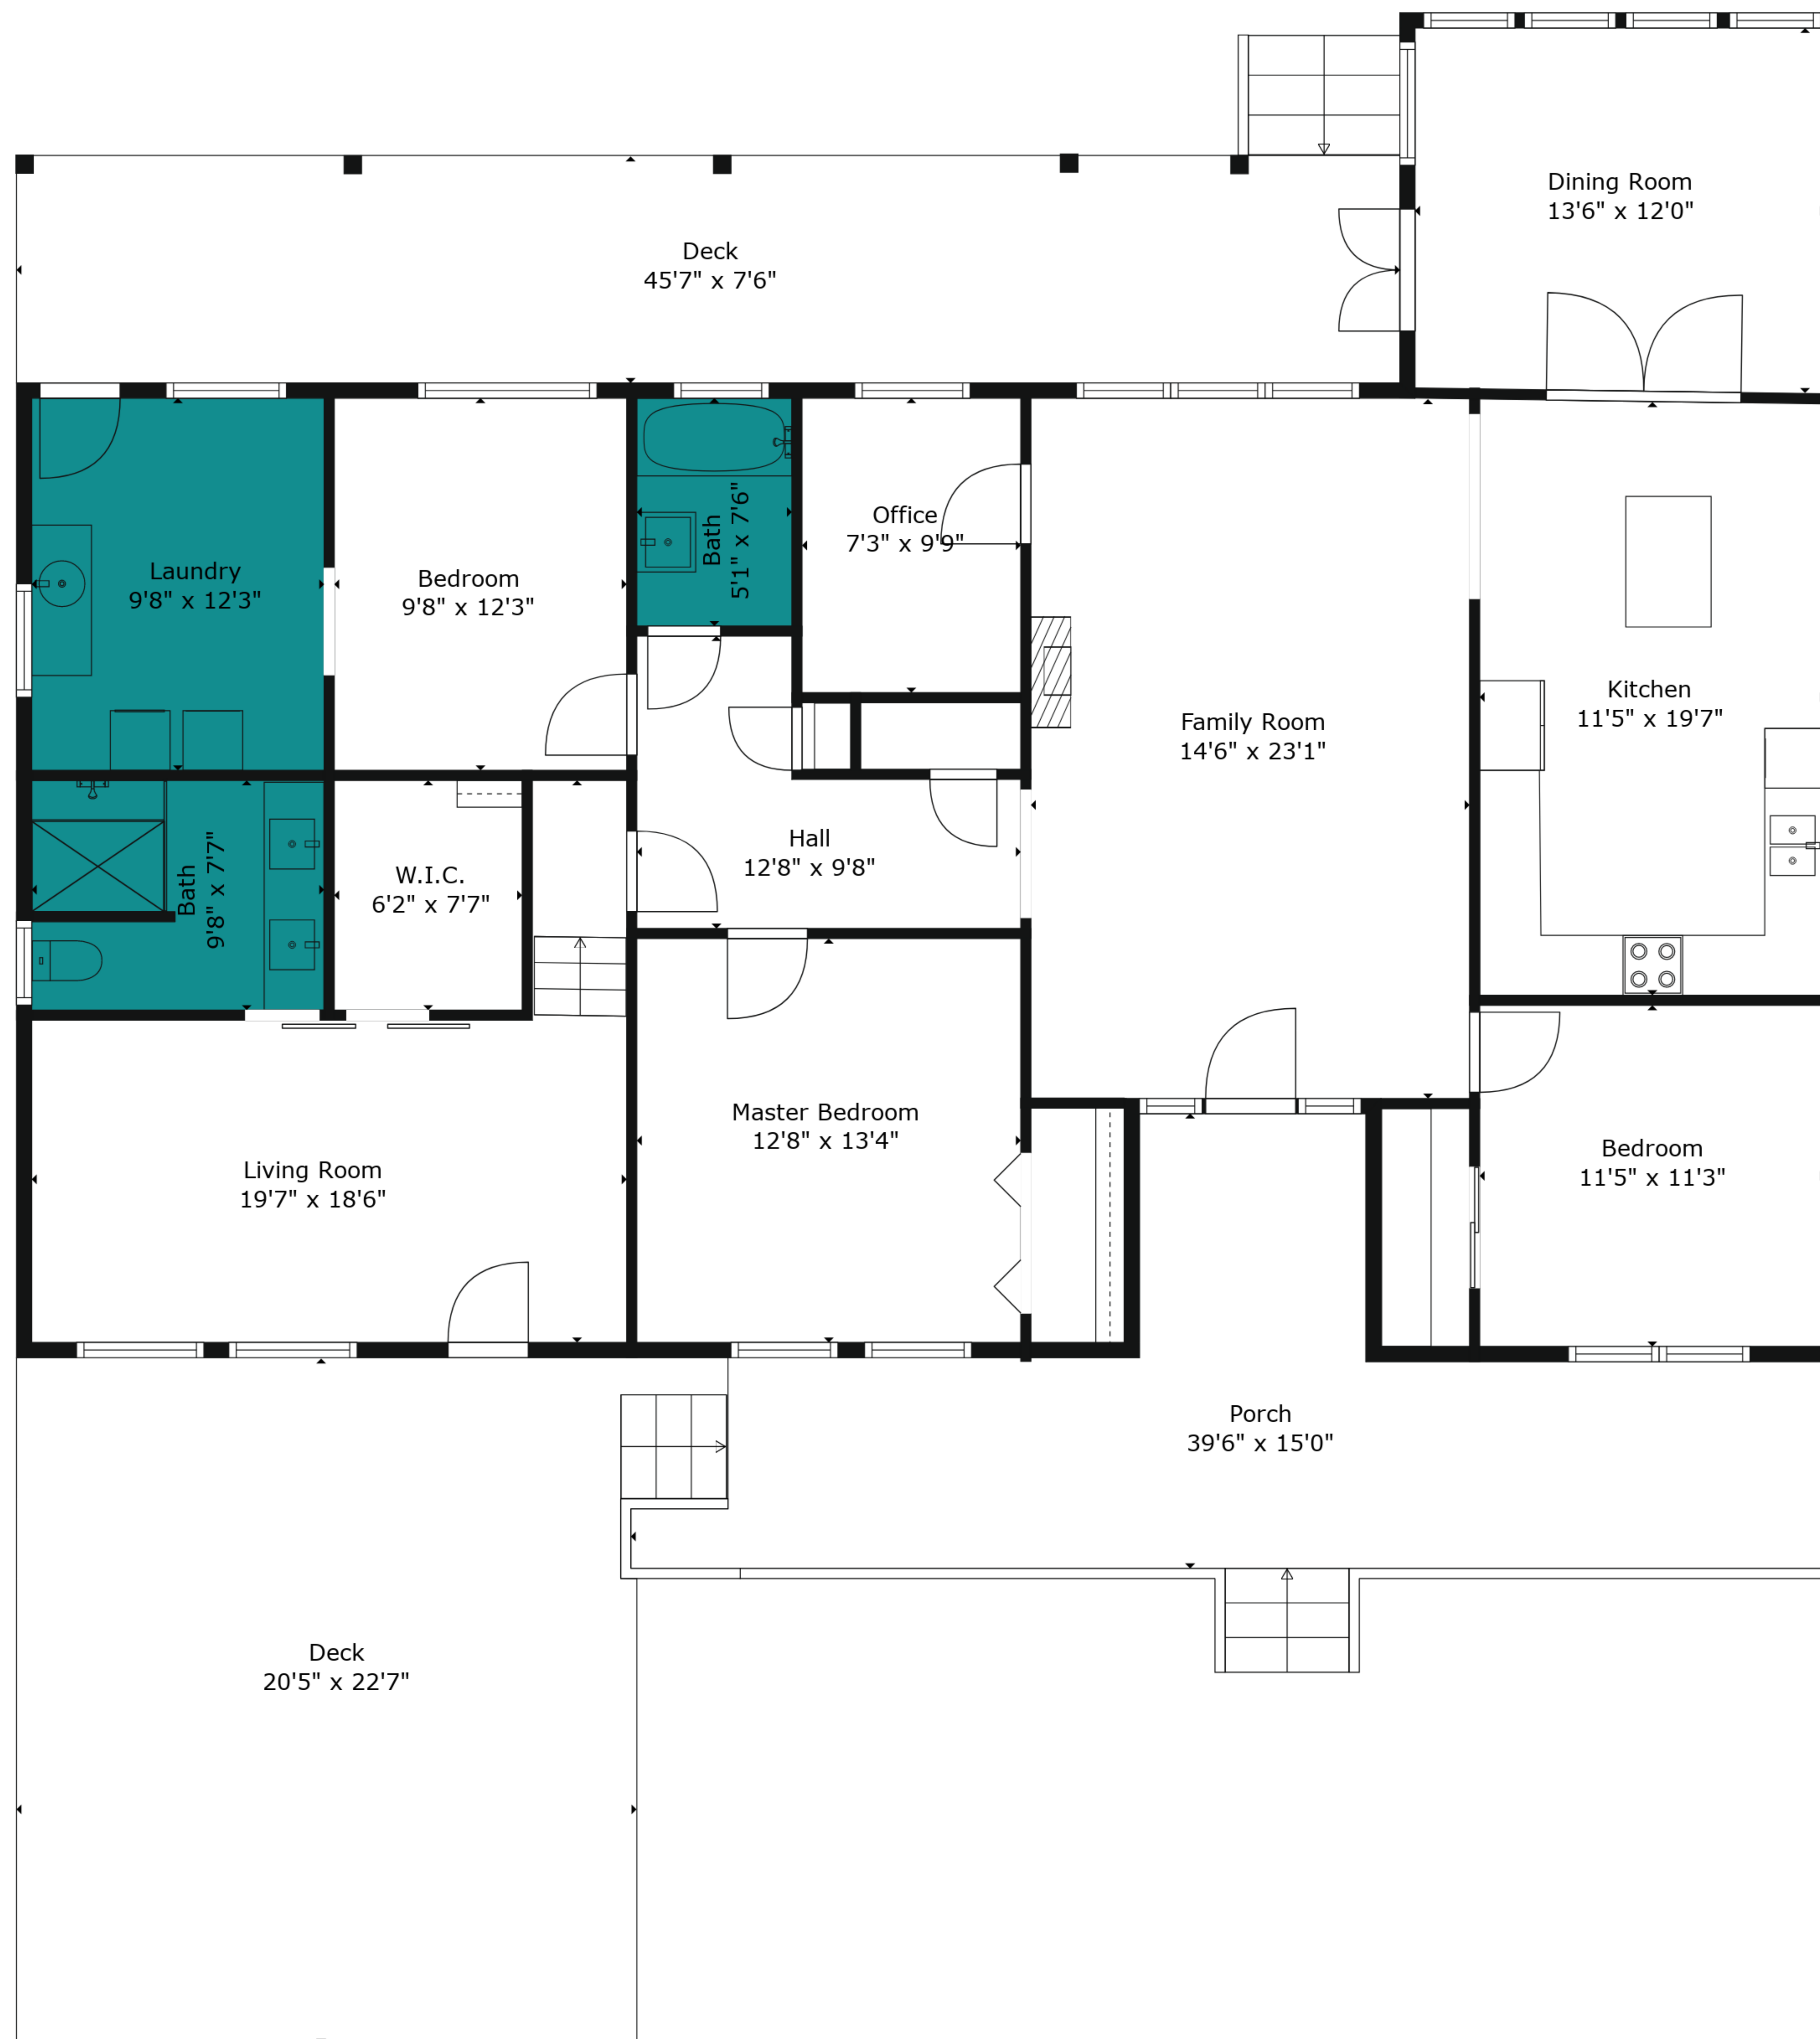 Dining Room
13'6" x 12'0"
Deck
45'7" x 7'6"
Laundry
9'8" x 12'3"
Bedroom
9'8" x 12'3"
Bath
5'1" x 7'6"
Office
7'3" x 9'9"
Family Room
14'6" x 23'1"
Kitchen
11'5" x 19'7"
Bath
9'8" x 7'7"
W.I.C.
6'2" x 7'7"
Hall
12'8" x 9'8"
Living Room
19'7" x 18'6"
Master Bedroom
12'8" x 13'4"
Bedroom
11'5" x 11'3"
Porch
39'6" x 15'0"
Deck
20'5" x 22'7"